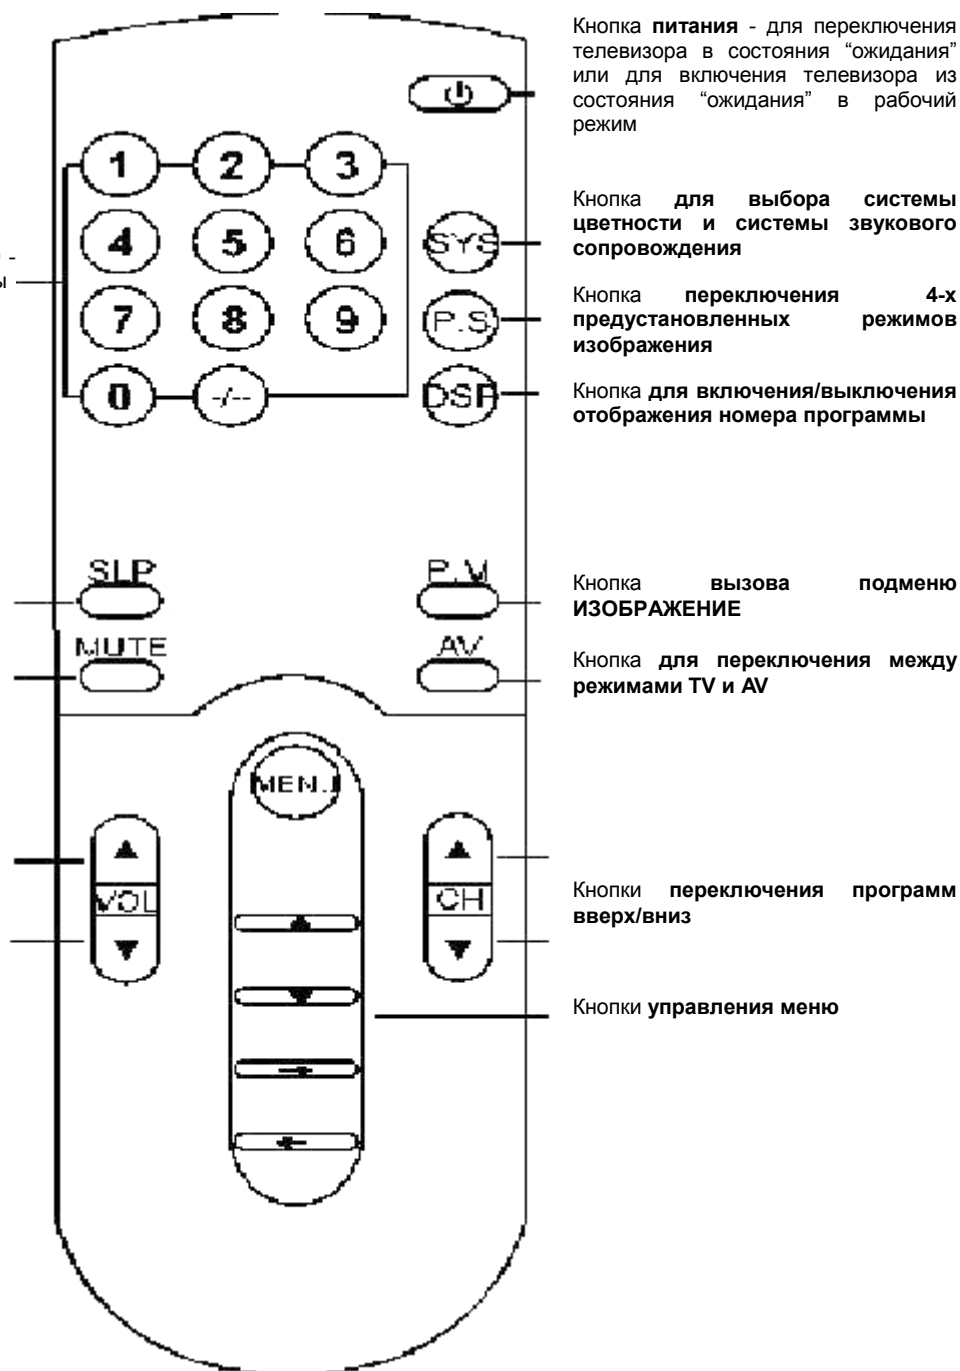 Кнопка питания - для переключения
телевизора в состояния “ожидания”
или для включения телевизора из
состояния “ожидания” в рабочий
режим
1 2 3
Кнопка для выбора системы
цветности и системы звукового
сопровождения
4 5 6 SYS
-
ы
Кнопка переключения 4-х
предустановленных режимов
изображения
7 8 9 P.S
Кнопка для включения/выключения
отображения номера программы
0 -/-- DSP
SLP P.M
Кнопка вызова подменю
ИЗОБРАЖЕНИЕ
MUTE AV
Кнопка для переключения между
режимами TV и AV
MENU
VOL CH
Кнопки переключения программ
вверх/вниз
Кнопки управления меню